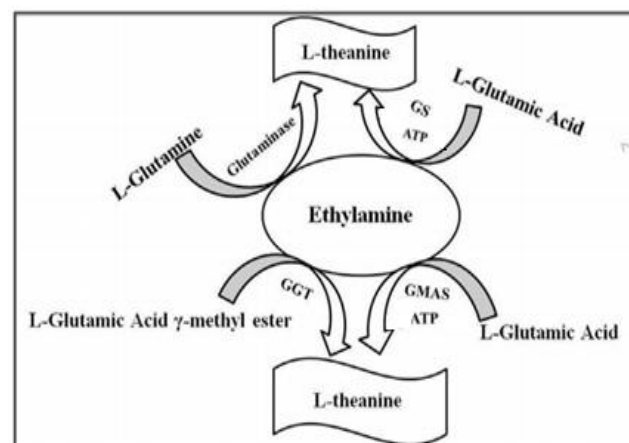 L-theanine
L-Glutamine
Glutaminase
GS
ATP
L-Glutamic Acid
Ethylamine
L-Glutamic Acid γ-methyl ester
GGT
GMAS
ATP
L-Glutamic Acid
L-theanine